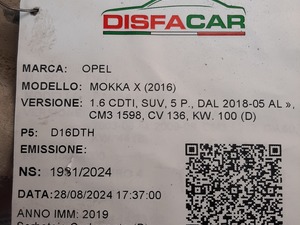 DISFACAR
MARCA: OPEL
MODELLO: MOKKA X (2016)
VERSIONE: 1.6 CDTI, SUV, 5 P., DAL 2018-05 AL »,
CM3 1598, CV 136, KW. 100 (D)
P5: D16DTH
EMISSIONE:
NS: 1981/2024
DATA:28/08/2024 17:37:00
ANNO IMM: 2019